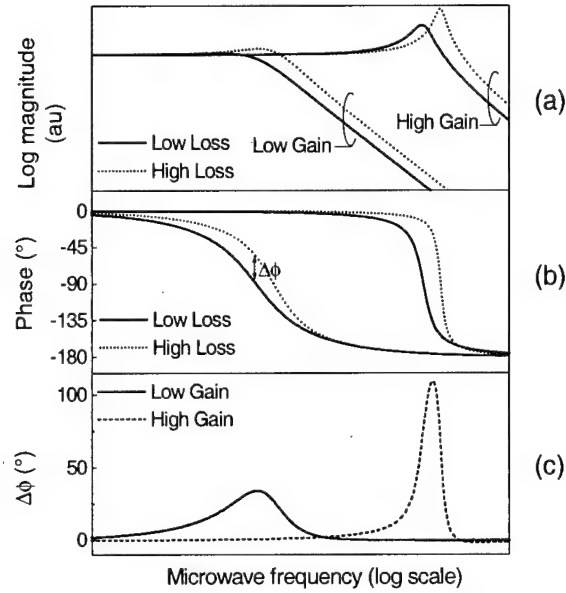 Log magnitude
(au)
Low Loss
High Loss
Low Gain
High Gain
(a)
Phase (°)
0
-45
-90
-135
-180
Δϕ
Low Loss
High Loss
(b)
Δϕ (°)
100
50
0
Low Gain
High Gain
(c)
Microwave frequency (log scale)